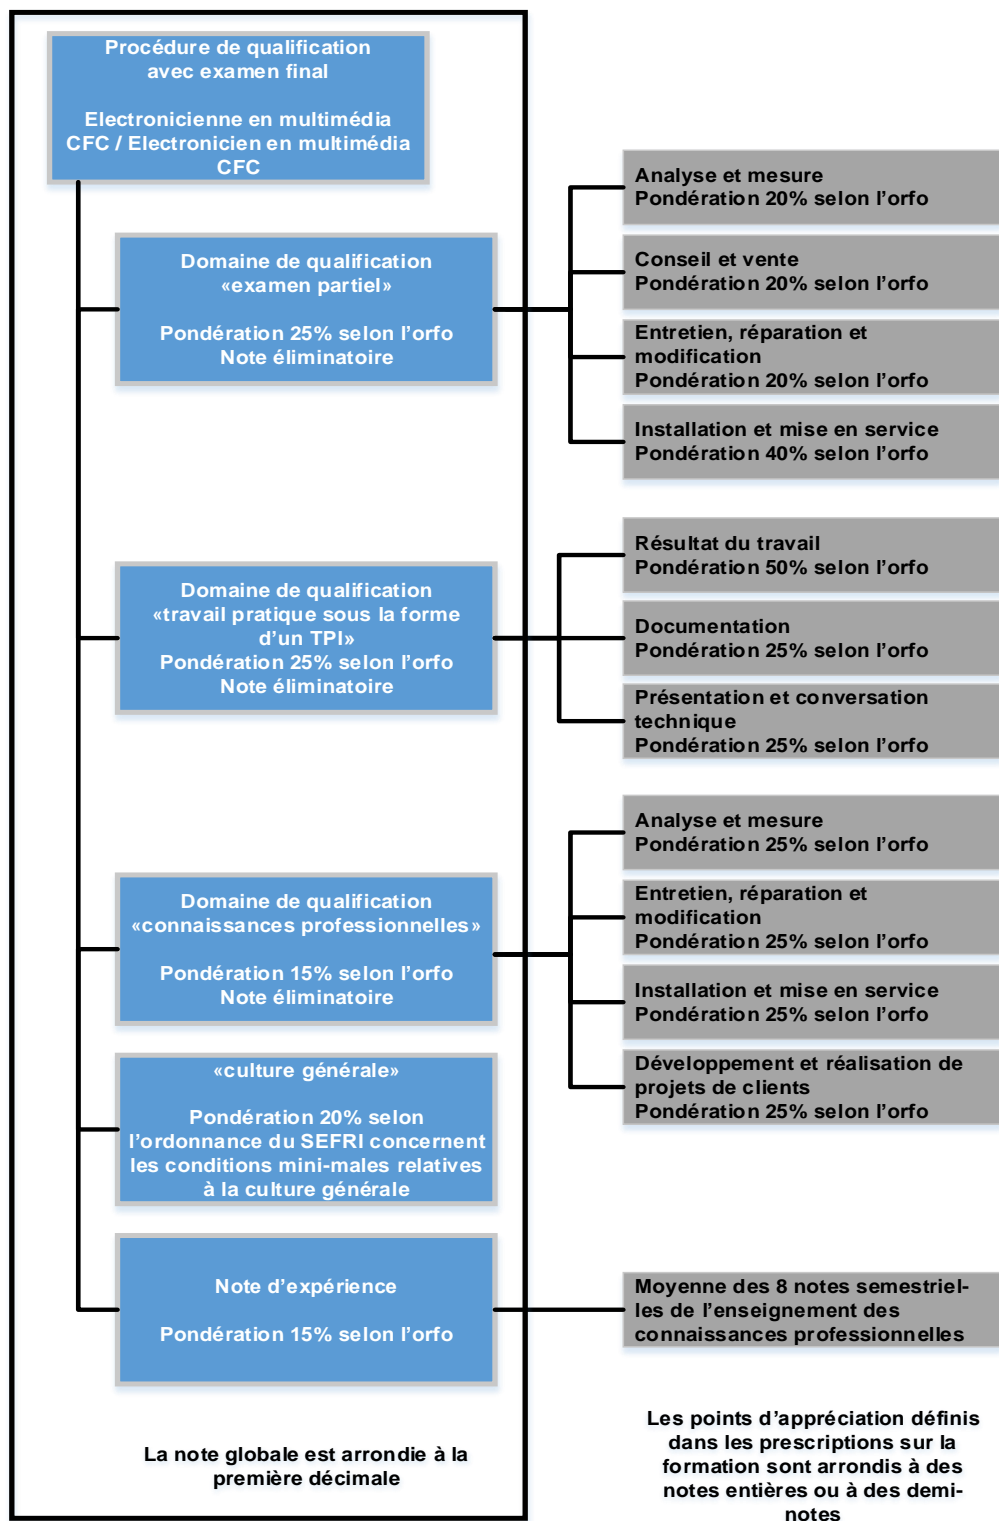 Procédure de qualification
avec examen final
Electronicienne en multimédia
CFC / Electronicien en multimédia
CFC
Domaine de qualification
«examen partiel»
Pondération 25% selon l'orfo
Note éliminatoire
Analyse et mesure
Pondération 20% selon l'orfo
Conseil et vente
Pondération 20% selon l'orfo
Entretien, réparation et
modification
Pondération 20% selon l'orfo
Installation et mise en service
Pondération 40% selon l'orfo
Domaine de qualification
«travail pratique sous la forme
d'un TPI»
Pondération 25% selon l'orfo
Note éliminatoire
Résultat du travail
Pondération 50% selon l'orfo
Documentation
Pondération 25% selon l'orfo
Présentation et conversation
technique
Pondération 25% selon l'orfo
Domaine de qualification
«connaissances professionnelles»
Pondération 15% selon l'orfo
Note éliminatoire
Analyse et mesure
Pondération 25% selon l'orfo
Entretien, réparation et
modification
Pondération 25% selon l'orfo
Installation et mise en service
Pondération 25% selon l'orfo
Développement et réalisation de
projets de clients
Pondération 25% selon l'orfo
«culture générale»
Pondération 20% selon
l'ordonnance du SEFRI concernent
les conditions mini-males relatives
à la culture générale
Note d'expérience
Pondération 15% selon l'orfo
Moyenne des 8 notes semestriel-
les de l'enseignement des
connaissances professionnelles
La note globale est arrondie à la
première décimale
Les points d'appréciation définis
dans les prescriptions sur la
formation sont arrondis à des
notes entières ou à des demi-
notes